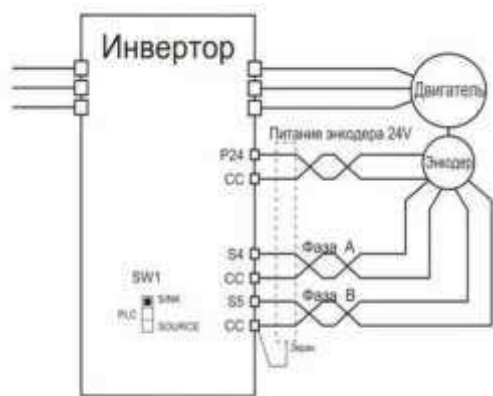 Инвертор
Двигатель
Питание энкодера 24V
P24
Энкодер
CC
S4
Фаза A
CC
SW1
S5
Фаза B
SINK
PLC
SOURCE
CC
Экран